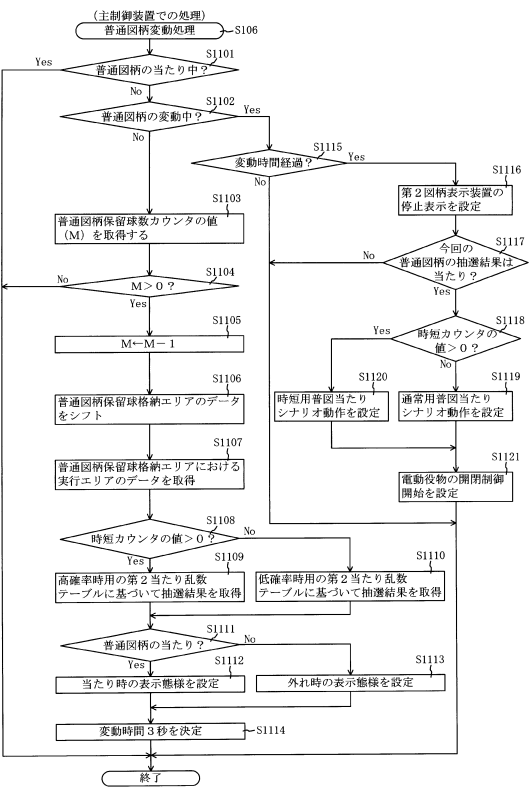 （主制御装置での処理）
普通図柄変動処理
S106
S1101
Yes
普通図柄の当たり中？
No
S1102
普通図柄の変動中？
Yes
No
S1115
変動時間経過？
Yes
No
S1116
第２図柄表示装置の
停止表示を設定
S1103
普通図柄保留球数カウンタの値
（Ｍ）を取得する
S1117
今回の
普通図柄の抽選結果は
当たり？
No
Yes
S1104
No
Ｍ＞０？
Yes
S1118
Yes
時短カウンタの
値＞０？
No
S1105
Ｍ←Ｍ－１
S1120
時短用普図当たり
シナリオ動作を設定
S1119
通常用普図当たり
シナリオ動作を設定
S1106
普通図柄保留球格納エリアのデータ
をシフト
S1107
普通図柄保留球格納エリアにおける
実行エリアのデータを取得
S1121
電動役物の開閉制御
開始を設定
S1108
時短カウンタの値＞０？
No
Yes
S1109
高確率時用の第２当たり乱数
テーブルに基づいて抽選結果を取得
S1110
低確率時用の第２当たり乱数
テーブルに基づいて抽選結果を取得
S1111
普通図柄の当たり？
No
Yes
S1112
当たり時の表示態様を設定
S1113
外れ時の表示態様を設定
S1114
変動時間３秒を決定
終了